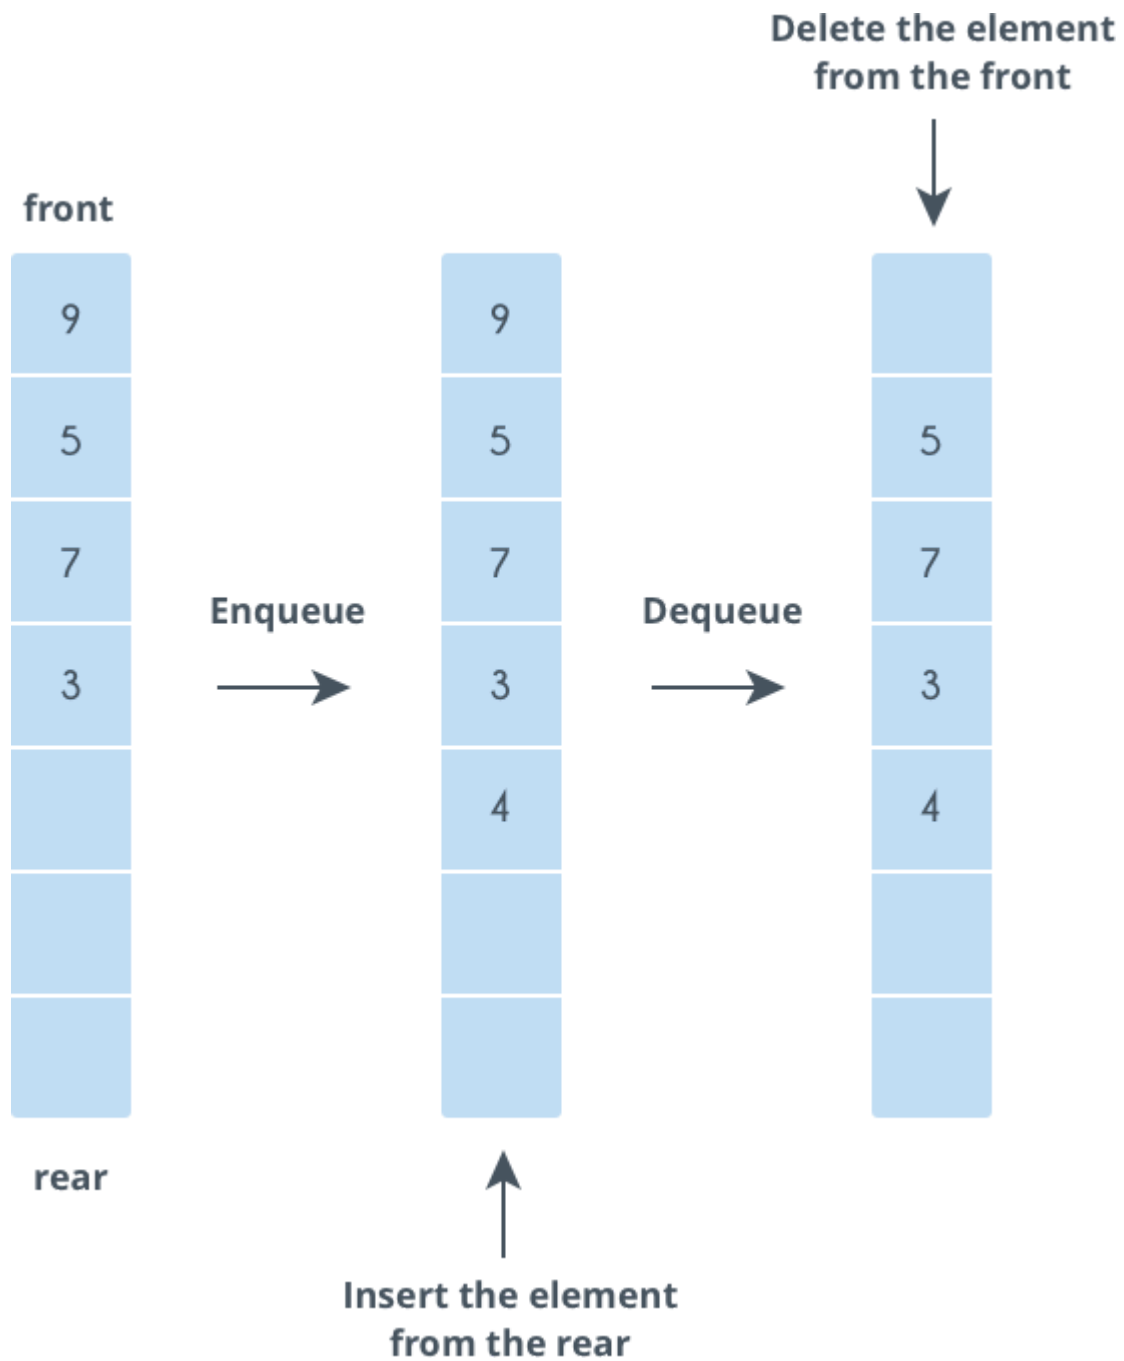 Delete the element
from the front
front
9
5
7
3
rear
Enqueue
9
5
7
3
4
Insert the element
from the rear
Dequeue
5
7
3
4